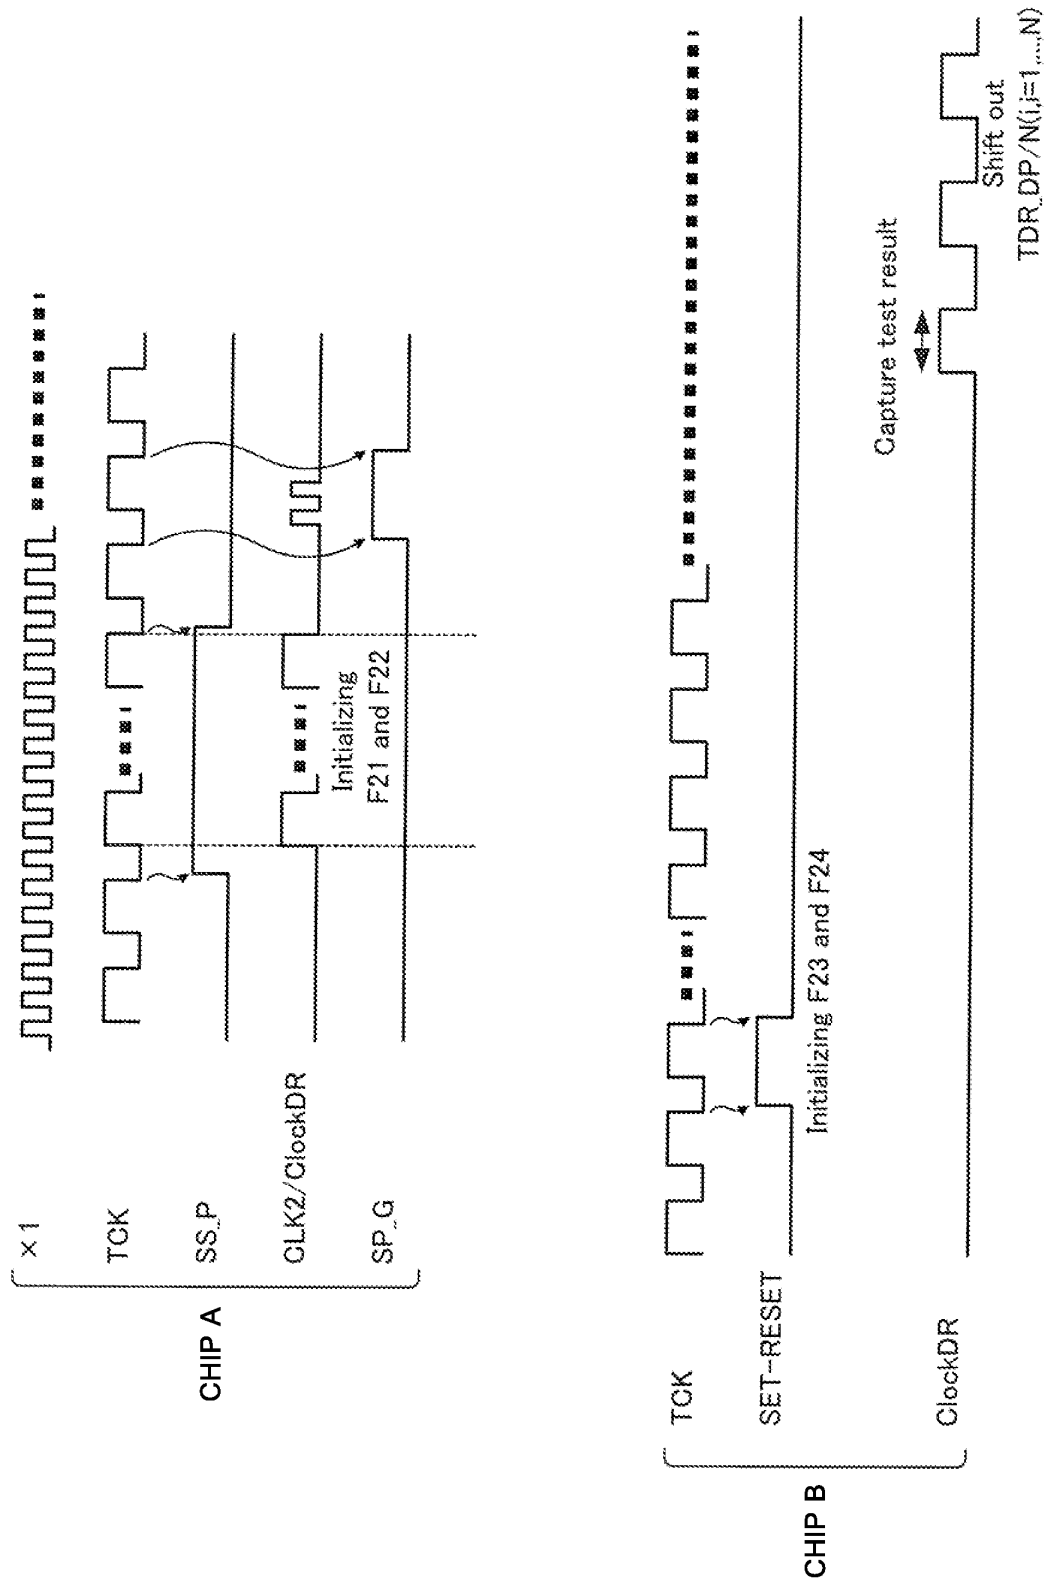 CHIP A
×1
TCK
SS_P
CLK2/ClockDR
Initializing
F21 and F22
SP_G
CHIP B
TCK
SET-RESET
Initializing F23 and F24
ClockDR
Capture test result
Shift out
TDR_DP/N(i,i=1,...,N)